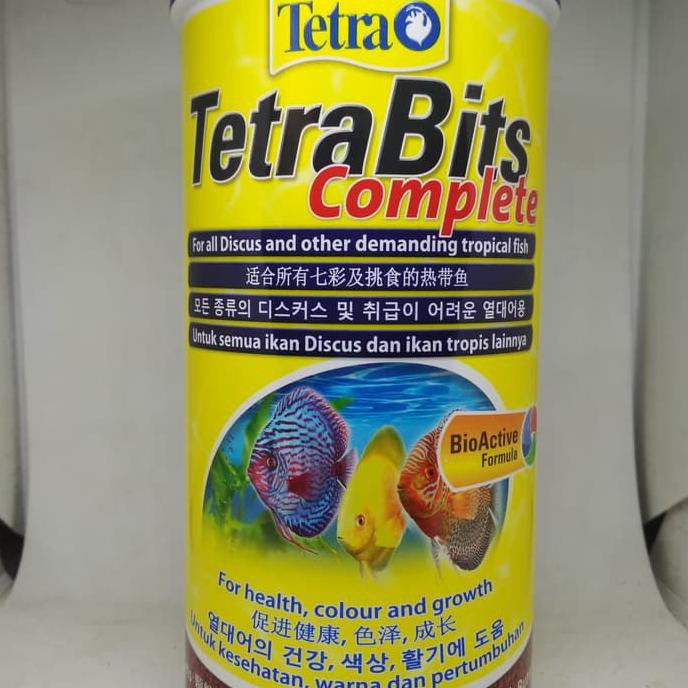 Tetra
TetraBits
Complete
For all Discus and other demanding tropical fish
适合所有七彩及挑食的热带鱼
모든 종류의 디스커스 및 취급이 어려운 열대어용
Untuk semua ikan Discus dan ikan tropis lainnya
BioActive
Formula
For health, colour and growth
促进健康, 色泽, 成长
열대어의 건강, 색상, 활기에 도움
Untuk kesehatan, warna dan pertumbuhan